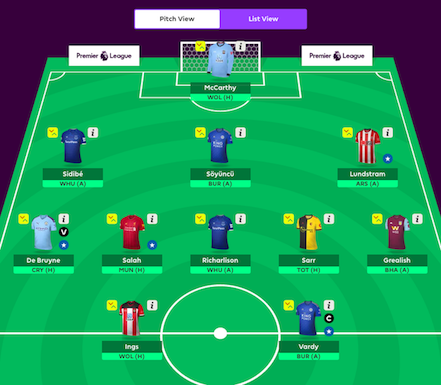 Pitch View
List View
Premier League
Premier League
McCarthy
WOL (H)
Sidibé
WHU (A)
Söyüncü
BUR (A)
Lundstram
ARS (A)
V
De Bruyne
CRY (H)
Salah
MUN (H)
Richarlison
WHU (A)
Sarr
TOT (H)
Grealish
BHA (A)
Ings
WOL (H)
C
Vardy
BUR (A)